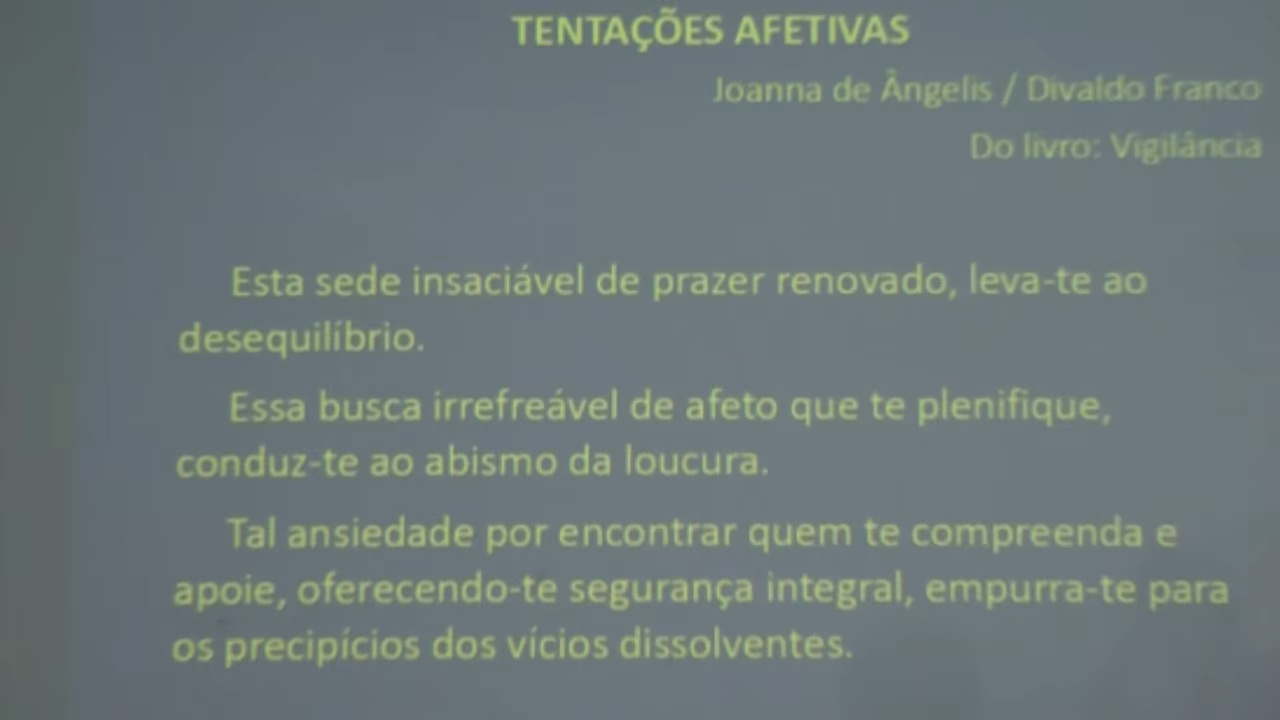 TENTAÇÕES AFETIVAS
Joanna de Ângelis / Divaldo Franco
Do livro: Vigilância
Esta sede insaciável de prazer renovado, leva-te ao
desequilíbrio.
Essa busca irrefreável de afeto que te plenifique,
conduz-te ao abismo da loucura.
Tal ansiedade por encontrar quem te compreenda e
apoie, oferecendo-te segurança integral, empurra-te para
os precipícios dos vícios dissolventes.